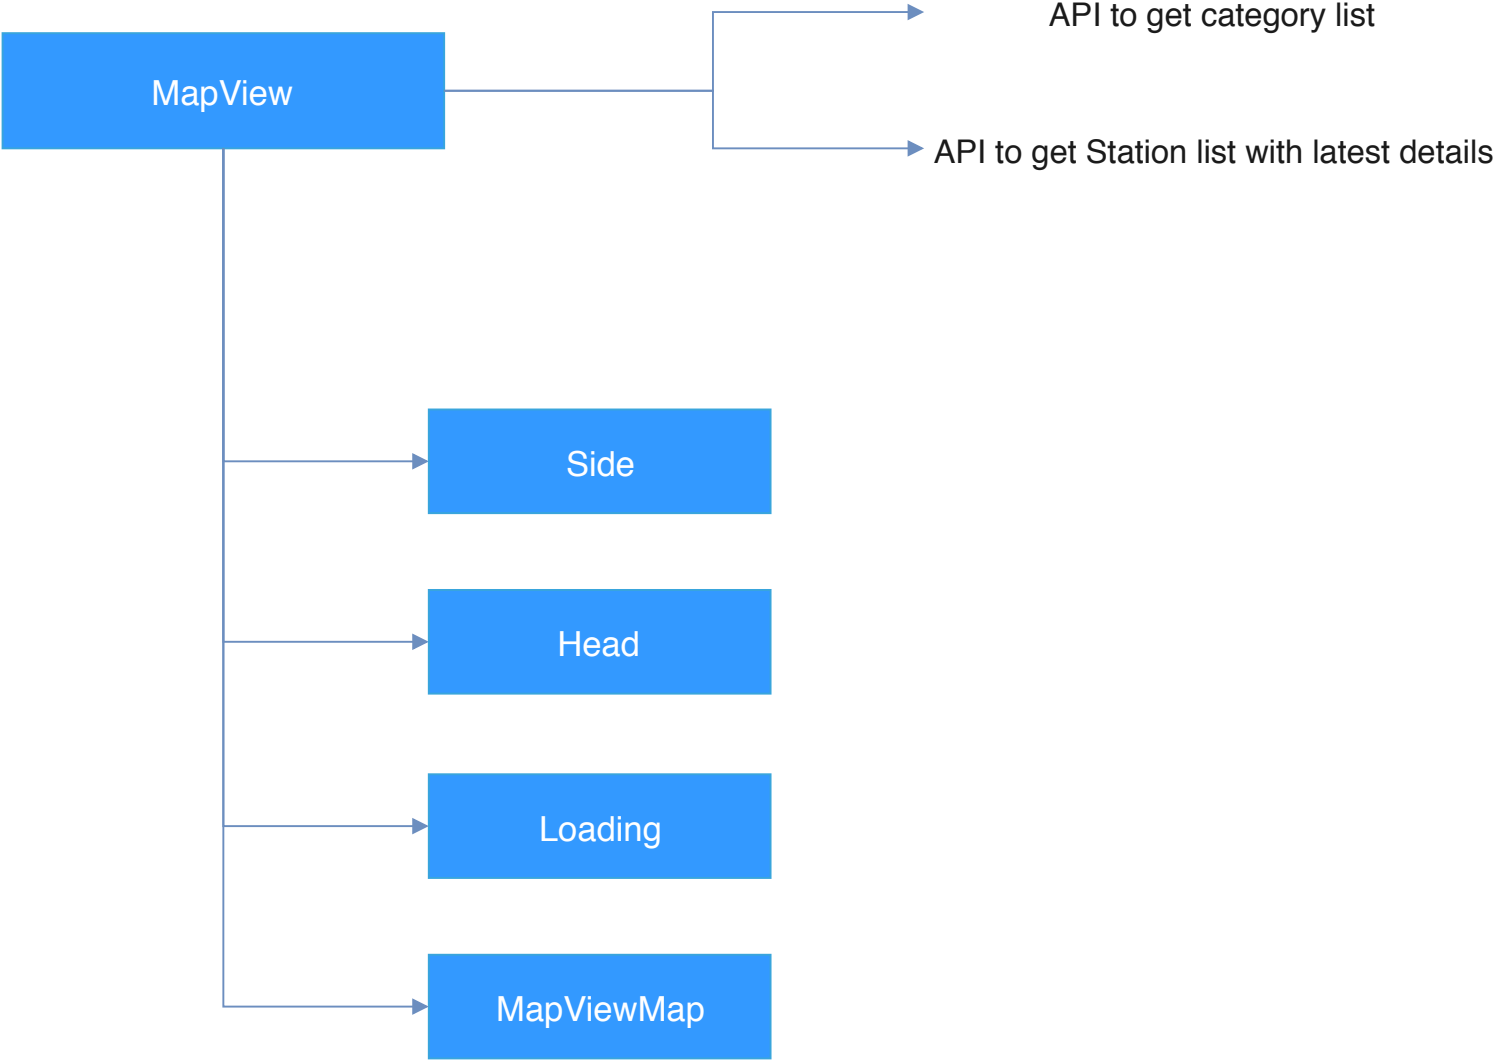 API to get category list
MapView
API to get Station list with latest details
Side
Head
Loading
MapViewMap